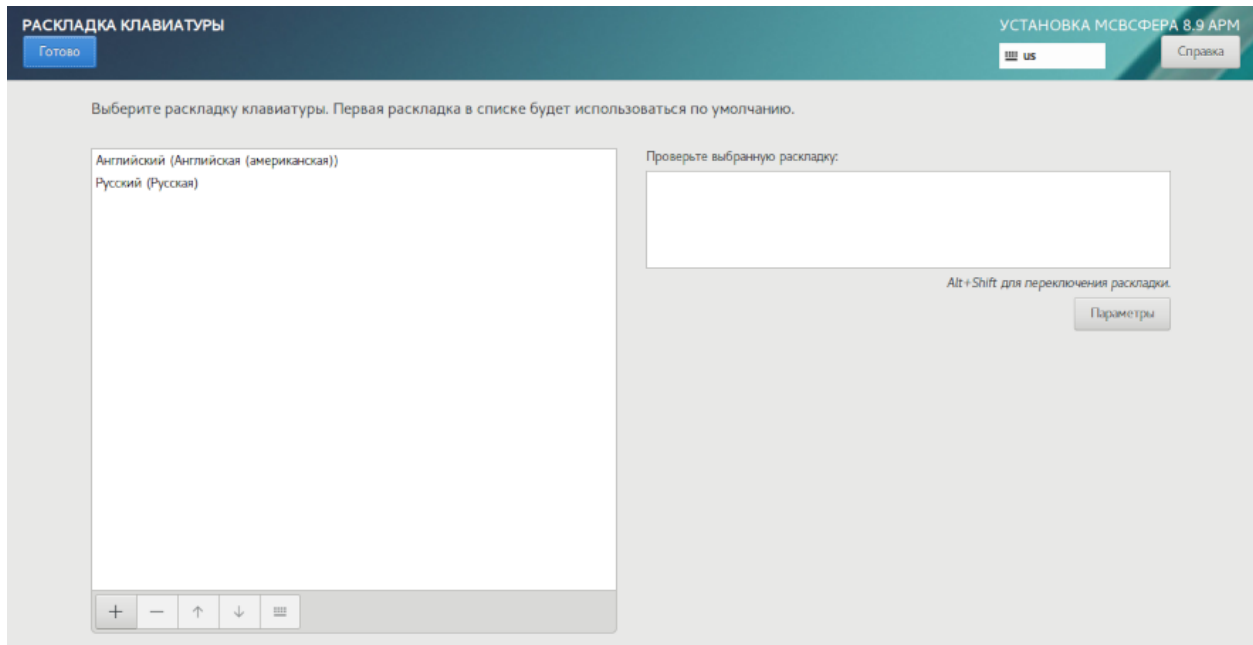 РАСКЛАДКА КЛАВИАТУРЫ
Готово
УСТАНОВКА МСВСФЕРА 8.9 АРМ
us
Справка
Выберите раскладку клавиатуры. Первая раскладка в списке будет использоваться по умолчанию.
Английский (Английская (американская))
Русский (Русская)
Проверьте выбранную раскладку:
Alt+Shift для переключения раскладки.
Параметры